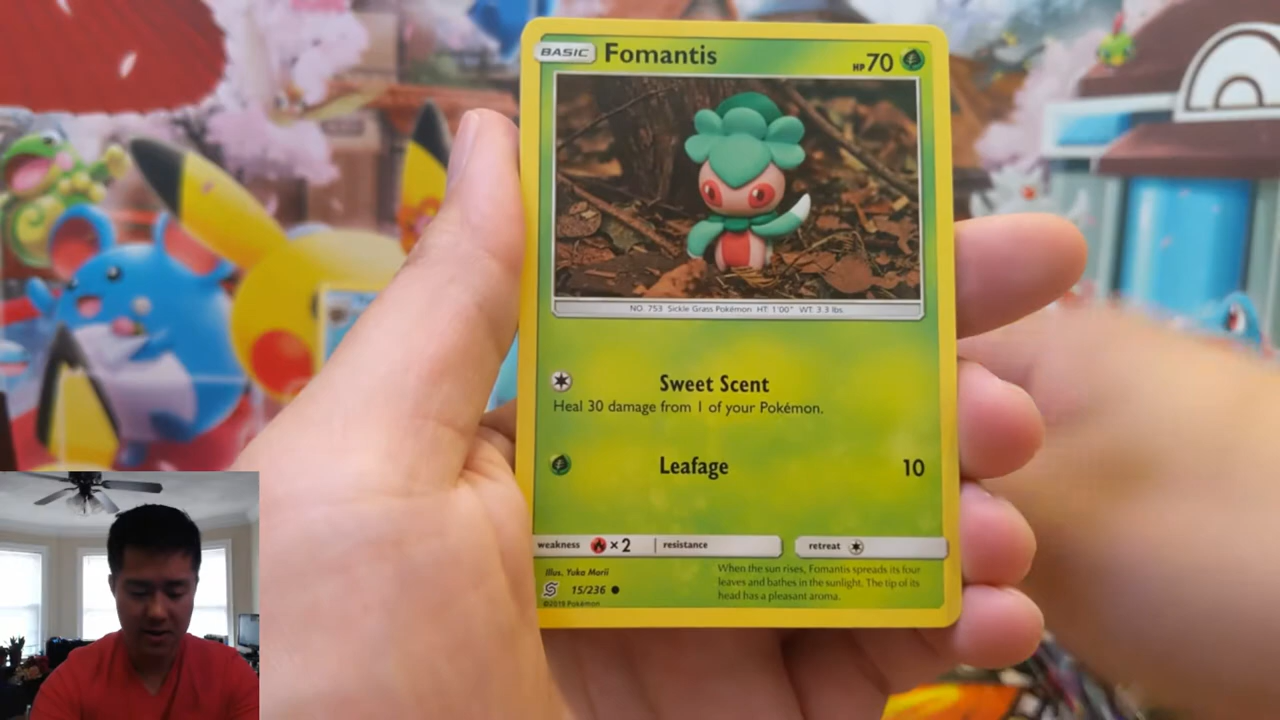 BASIC Fomantis HP 70
NO. 753 Sickle Grass Pokémon HT: 1'00" WT: 3.3 lbs
Sweet Scent
Heal 30 damage from 1 of your Pokémon.
Leafage 10
weakness ×2 resistance retreat
Illus. Yuka Morii
15/236
©2019 Pokémon
When the sun rises, Fomantis spreads its four
leaves and bathes in the sunlight. The tip of its
head has a pleasant aroma.